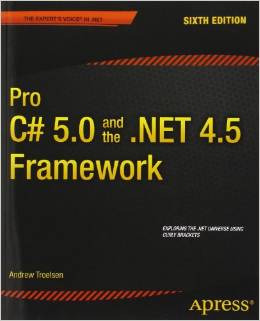 THE EXPERT'S VOICE® IN .NET
SIXTH EDITION
Pro
C# 5.0 and the .NET 4.5
Framework
EXPLORING THE .NET UNIVERSE USING
CURLY BRACKETS
Andrew Troelsen
Apress®